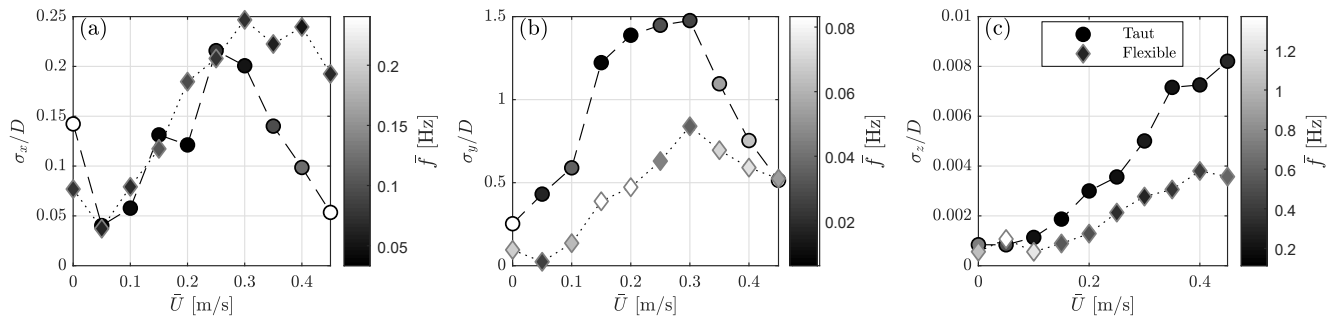 (a)
σx/D
0.25
0.20
0.15
0.10
0.05
0
0 0.1 0.2 0.3 0.4
Ū [m/s]
0.2
0.15
0.1
0.05
f̄ [Hz]
(b)
σy/D
1.5
1
0.5
0
0 0.1 0.2 0.3 0.4
Ū [m/s]
0.08
0.06
0.04
0.02
f̄ [Hz]
(c)
Taut
Flexible
σz/D
0.01
0.008
0.006
0.004
0.002
0
0 0.2 0.4
Ū [m/s]
1.2
1
0.8
0.6
0.4
0.2
f̄ [Hz]